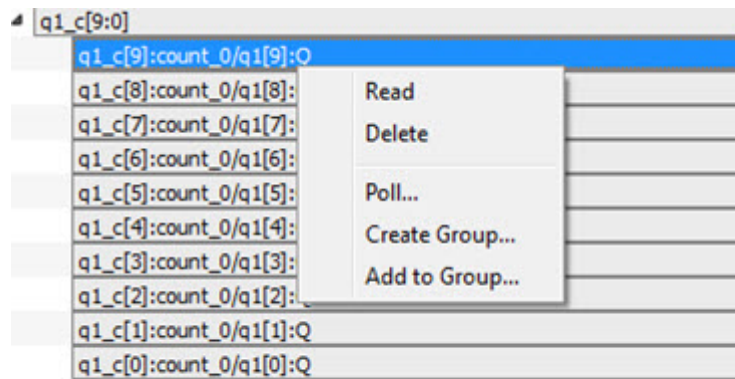 q1_c[9:0]
q1_c[9]:count_0/q1[9]:Q
q1_c[8]:count_0/q1[8]:
q1_c[7]:count_0/q1[7]:
q1_c[6]:count_0/q1[6]:
q1_c[5]:count_0/q1[5]:
q1_c[4]:count_0/q1[4]:
q1_c[3]:count_0/q1[3]:
q1_c[2]:count_0/q1[2]:Q
q1_c[1]:count_0/q1[1]:Q
q1_c[0]:count_0/q1[0]:Q
Read
Delete
Poll...
Create Group...
Add to Group...